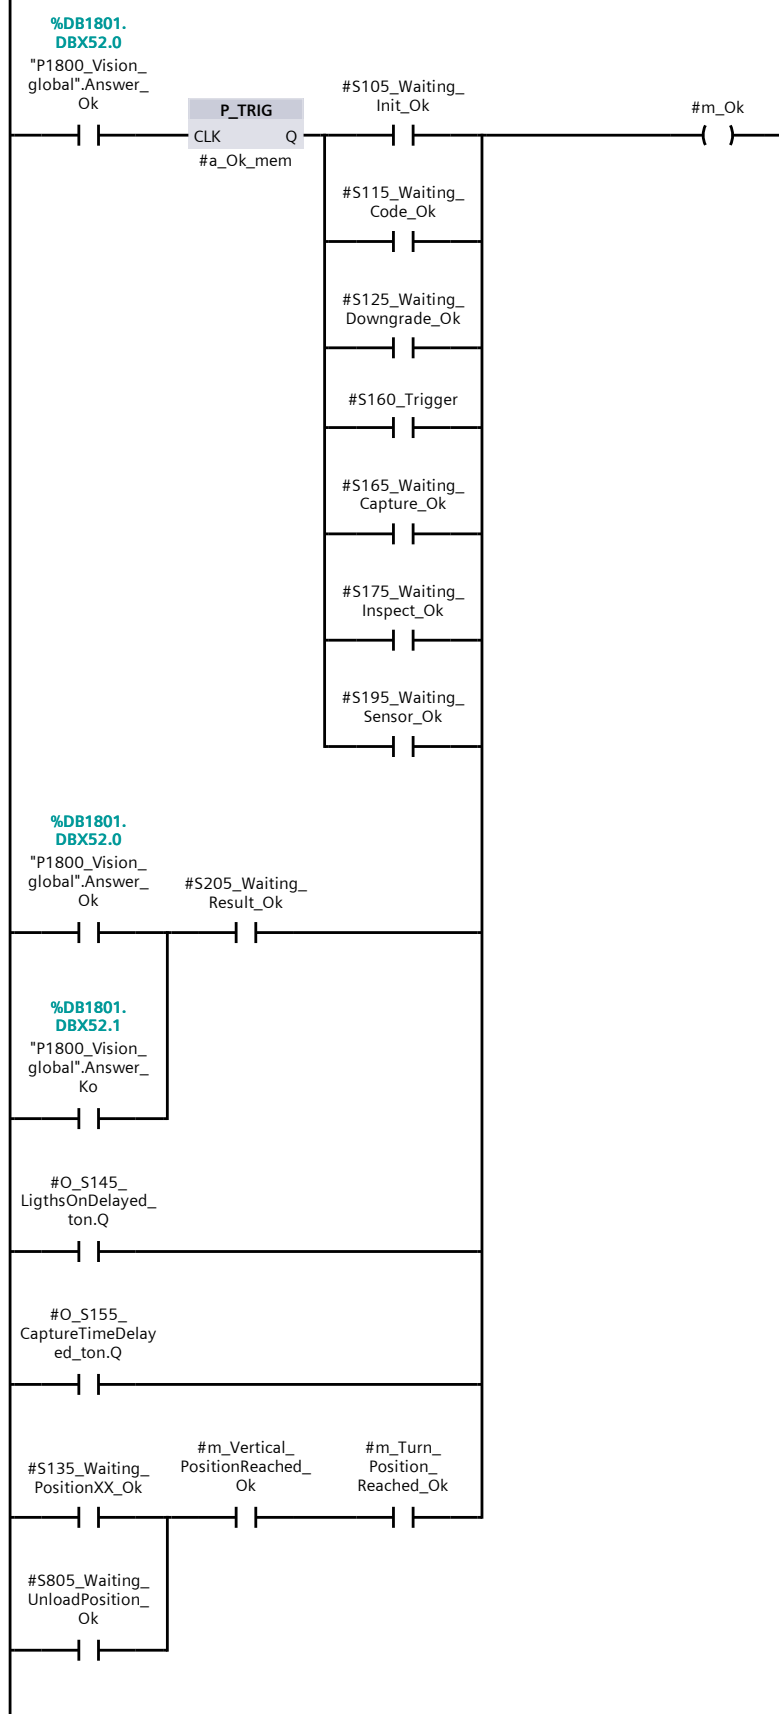 %DB1801.
DBX52.0
"P1800_Vision_
global".Answer_
Ok
P_TRIG
CLK Q
#a_Ok_mem
#S105_Waiting_
Init_Ok
#m_Ok
#S115_Waiting_
Code_Ok
#S125_Waiting_
Downgrade_Ok
#S160_Trigger
#S165_Waiting_
Capture_Ok
#S175_Waiting_
Inspect_Ok
#S195_Waiting_
Sensor_Ok
%DB1801.
DBX52.0
"P1800_Vision_
global".Answer_
Ok
#S205_Waiting_
Result_Ok
%DB1801.
DBX52.1
"P1800_Vision_
global".Answer_
Ko
#O_S145_
LigthsOnDelayed_
ton.Q
#O_S155_
CaptureTimeDelay
ed_ton.Q
#S135_Waiting_
PositionXX_Ok
#m_Vertical_
PositionReached_
Ok
#m_Turn_
Position_
Reached_Ok
#S805_Waiting_
UnloadPosition_
Ok